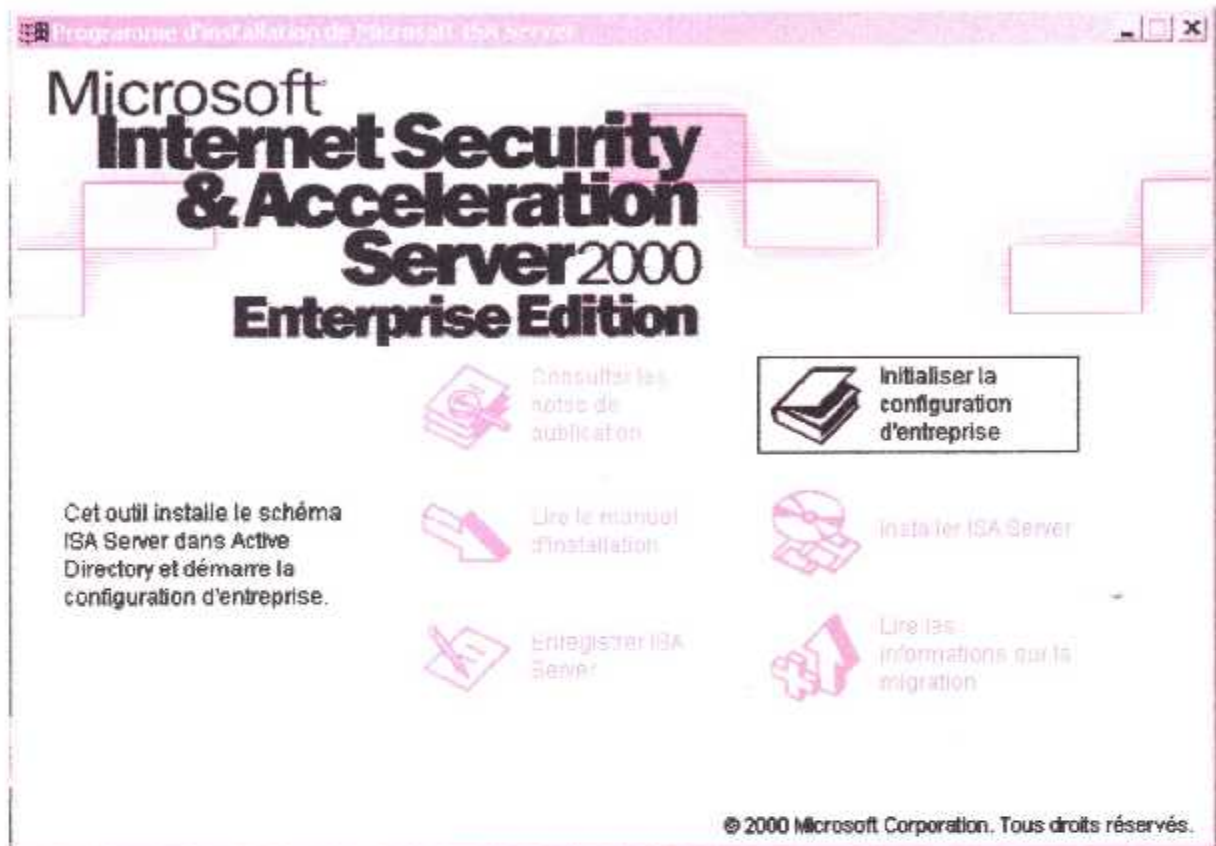 Programme d'installation de Microsoft ISA Server
Microsoft
Internet Security
& Acceleration
Server 2000
Enterprise Edition
Consulter les
notes de
publication
Initialiser la
configuration
d'entreprise
Cet outil installe le schéma
ISA Server dans Active
Directory et démarre la
configuration d'entreprise.
Lire le manuel
d'installation
Installer ISA Server
Enregistrer ISA
Server
Lire les
informations sur la
migration
© 2000 Microsoft Corporation. Tous droits réservés.